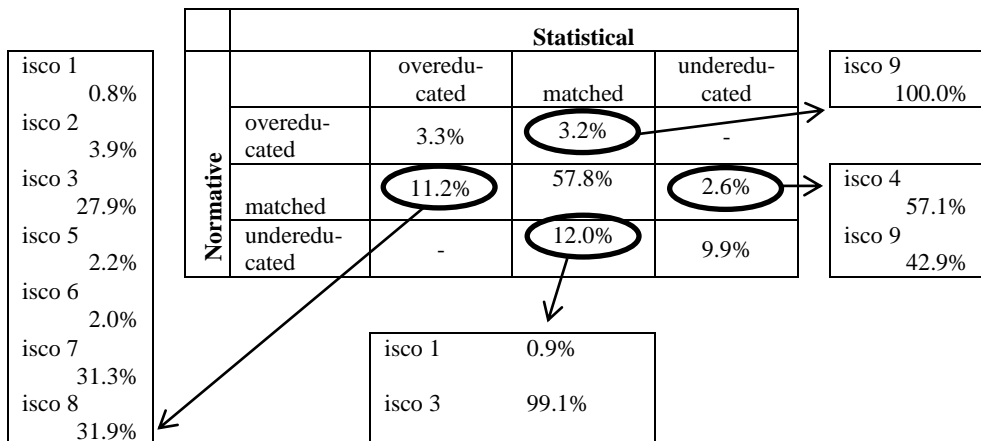 Statistical
isco 1
0.8%
isco 2
3.9%
isco 3
27.9%
isco 5
2.2%
isco 6
2.0%
isco 7
31.3%
isco 8
31.9%
Normative
overedu-
cated
matched
underedu-
cated
overedu-
cated
3.3%
3.2%
-
matched
11.2%
57.8%
2.6%
underedu-
cated
-
12.0%
9.9%
isco 9
100.0%
isco 4
57.1%
isco 9
42.9%
isco 1 0.9%
isco 3 99.1%